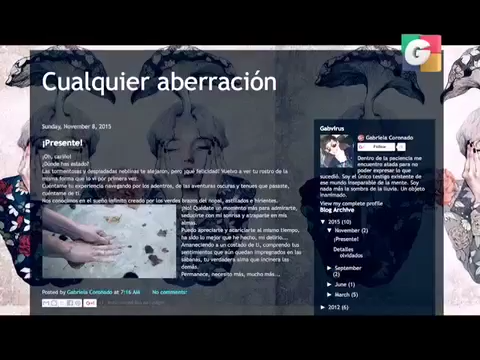 G
Cualquier aberración
Sunday, November 8, 2015
¡Presente!
¡Oh, cariño!
¿Dónde has estado?
Las tormentosas y despiadadas neblinas te alejaron, pero ¡qué felicidad! Vuelvo a ver tu rostro de la
misma forma que lo vi por primera vez.
Cuéntame tu experiencia navegando por los adentros, de las aventuras oscuras y tenues que pasaste,
cuéntame de ti.
Nos conocimos en el sueño infinito creado por los verdes brazos del nopal, astillados e hirientes.
¡No! Quédate un momento más para admirarte,
seducirte con mi sonrisa y atraparte en mis
Puedo apreciarte y acariciarte al mismo tiempo,
ha sido lo mejor que he hecho, mi delirio...
Amaneciendo a un costado de ti, comprendo tus
sentimientos que aún quedan impregnados en las
sábanas, tu verdadera alma que incinera las
demás.
Permanece, necesito más, mucho más...
Posted by Gabriela Coronado at 7:16 AM No comments:
Gabvirus
Gabriela Coronado
Follow
Dentro de la paciencia me
encuentro atada para no
poder expresar lo que
sucedió. Soy el único testigo existente de
ese mundo inseparable de la mente. Soy
nada más la sombra de la lluvia. Un objeto
inanimado.
View my complete profile
Blog Archive
▼ 2015 (10)
▼ November (2)
¡Presente!
Detalles
olvidados
► September
(2)
► June (1)
► March (5)
► 2012 (6)